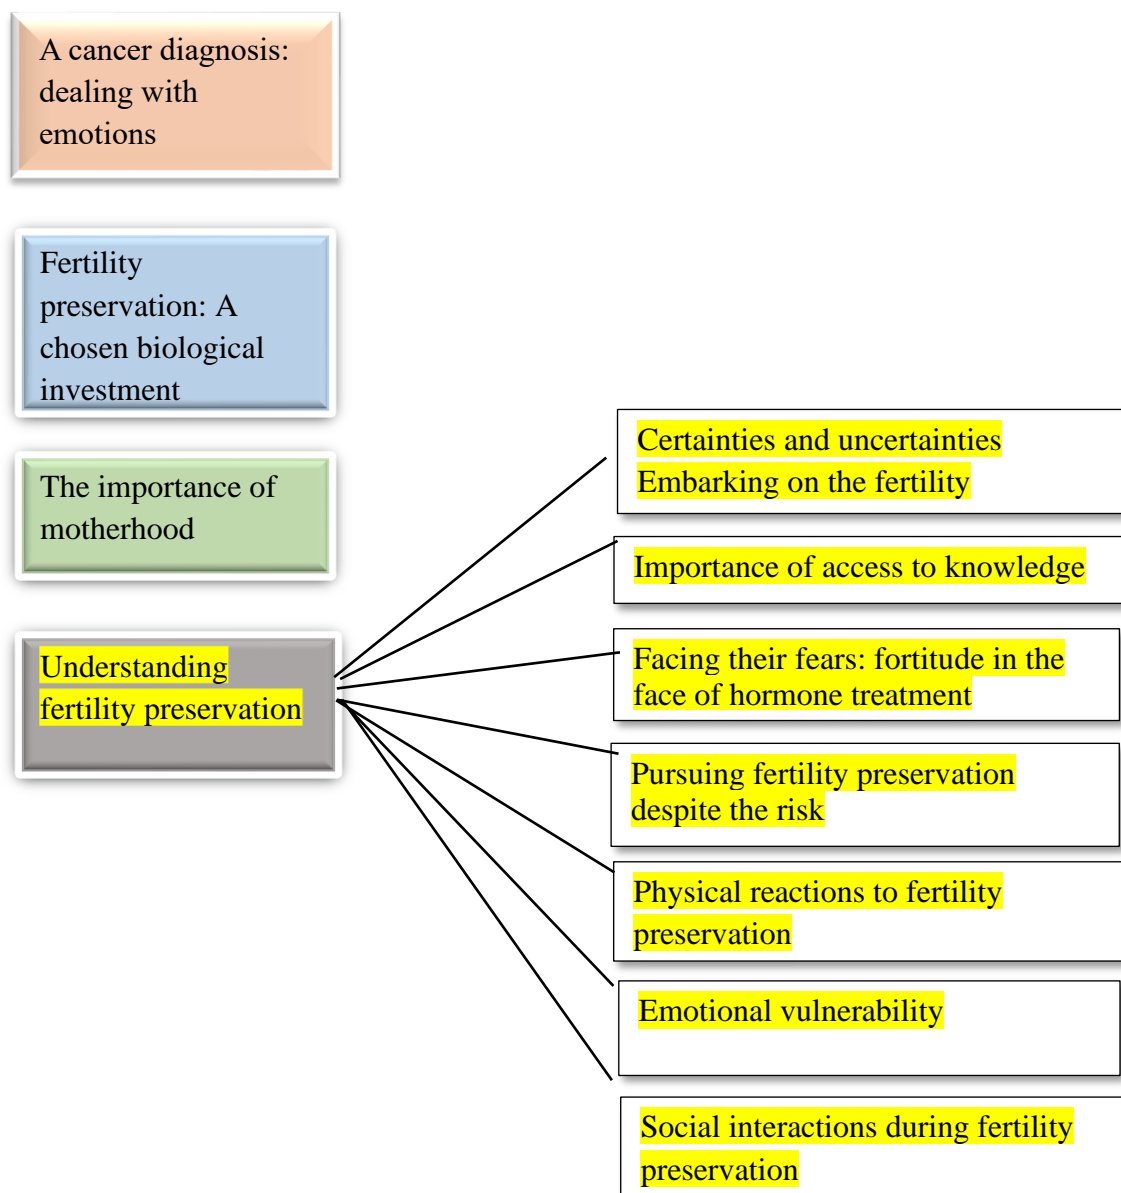 A cancer diagnosis:
dealing with
emotions
Fertility
preservation: A
chosen biological
investment
The importance of
motherhood
Understanding
fertility preservation
Certainties and uncertainties
Embarking on the fertility
Importance of access to knowledge
Facing their fears: fortitude in the
face of hormone treatment
Pursuing fertility preservation
despite the risk
Physical reactions to fertility
preservation
Emotional vulnerability
Social interactions during fertility
preservation